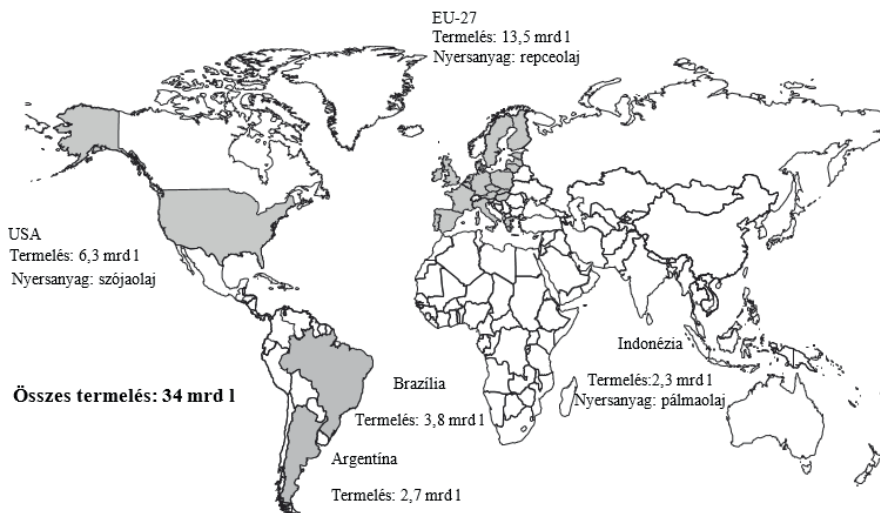 EU-27
Termelés: 13,5 mrd l
Nyersanyag: repceolaj
USA
Termelés: 6,3 mrd l
Nyersanyag: szójaolaj
Indonézia
Termelés:2,3 mrd l
Nyersanyag: pálmaolaj
Összes termelés: 34 mrd l
Brazília
Termelés: 3,8 mrd l
Argentína
Termelés: 2,7 mrd l